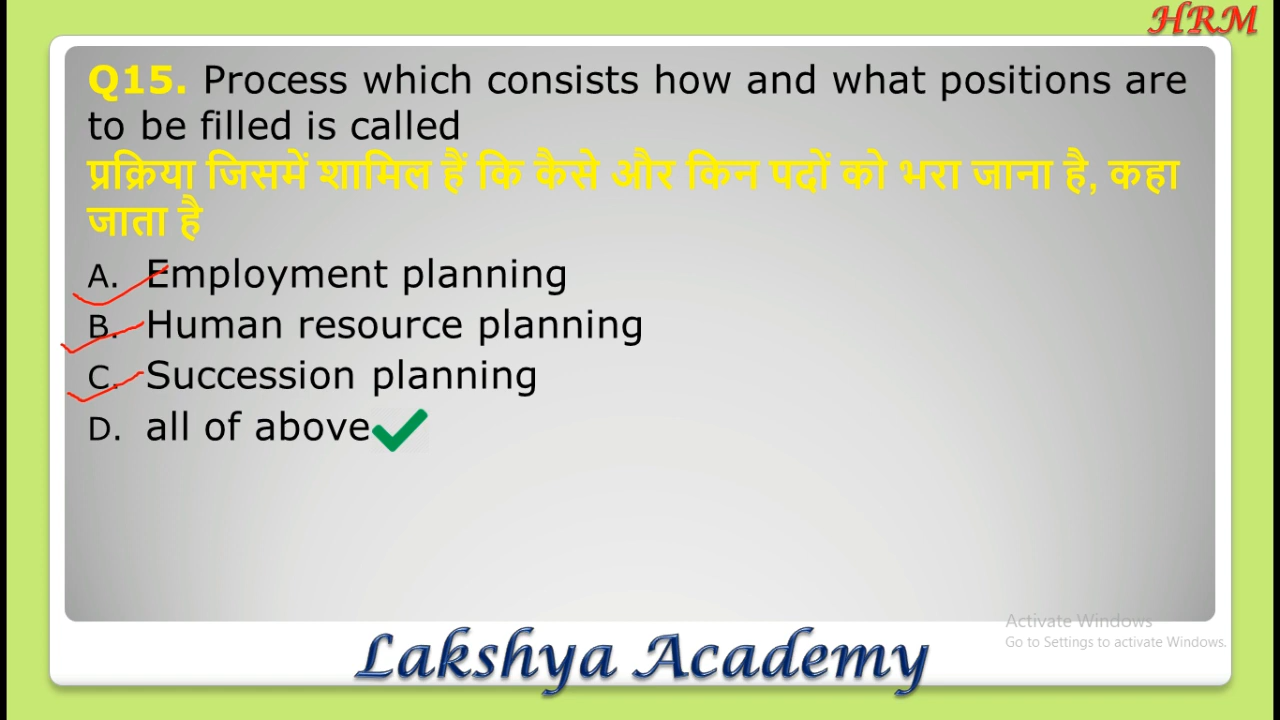 HRM
Q15. Process which consists how and what positions are
to be filled is called
प्रक्रिया जिसमें शामिल हैं कि कैसे और किन पदों को भरा जाना है, कहा
जाता है
A. Employment planning
B. Human resource planning
C. Succession planning
D. all of above
Activate Windows
Go to Settings to activate Windows.
Lakshya Academy